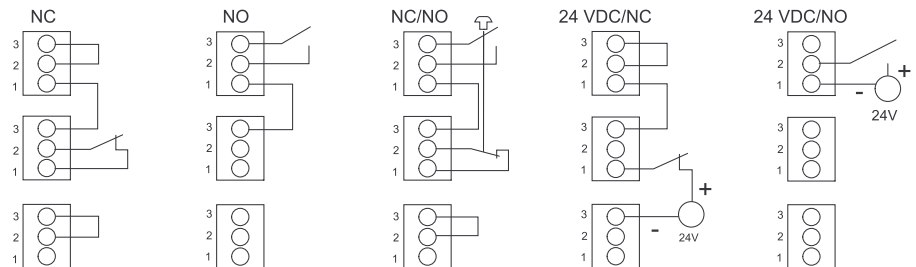 NC NO NC/NO 24 VDC/NC 24 VDC/NO
3 3 3 3 3
2 2 2 2 2 +
1 1 1 1 1 -
24V
3 3 3 3 3
2 2 2 2 2
1 1 1 1 1
+
3 3 3 3 3
2 2 2 2 - 24V 2
1 1 1 1 1